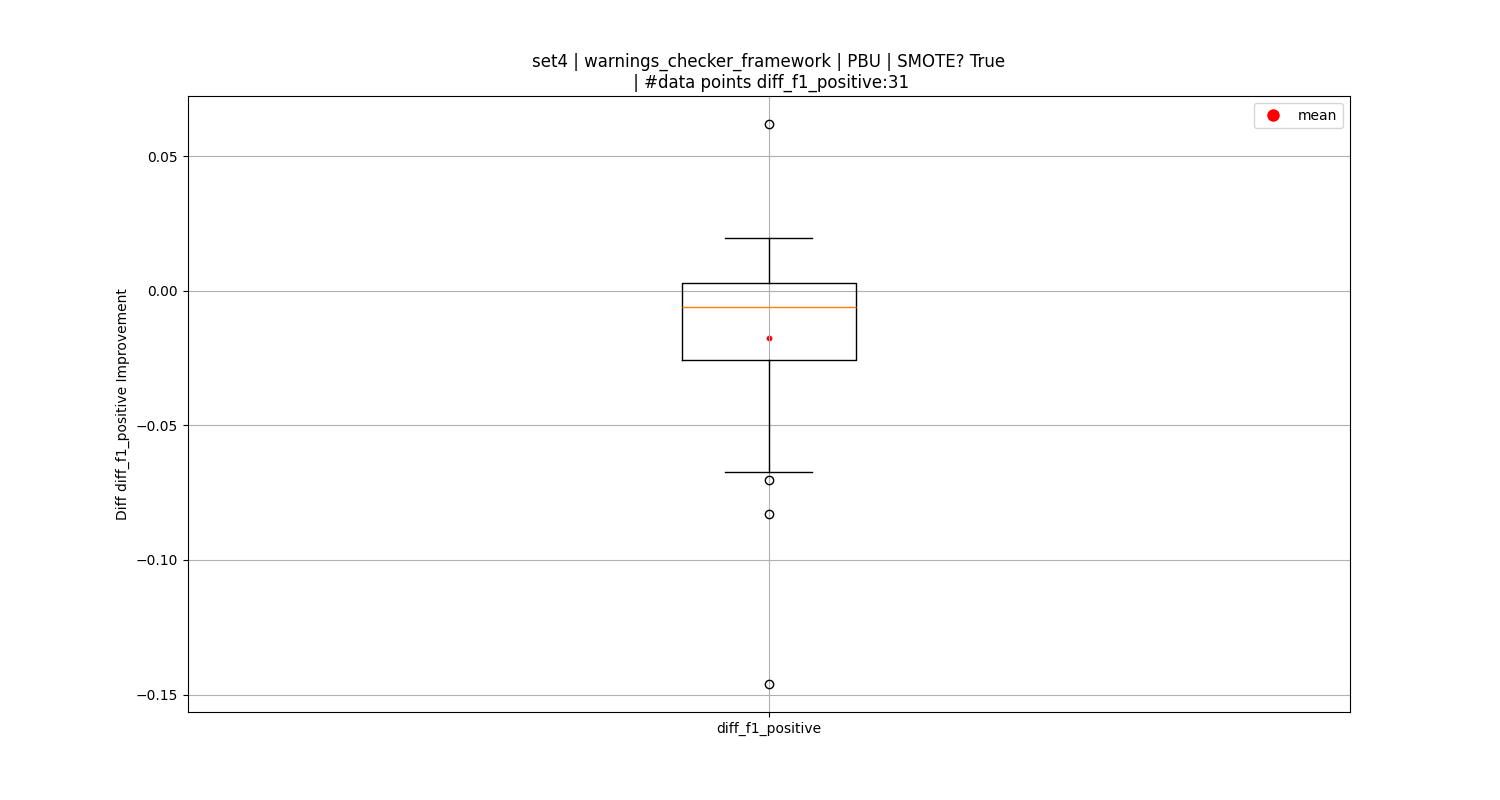 set4 | warnings_checker_framework | PBU | SMOTE? True
| #data points diff_f1_positive:31
mean
0.05
0.00
−0.05
−0.10
−0.15
Diff diff_f1_positive Improvement
diff_f1_positive